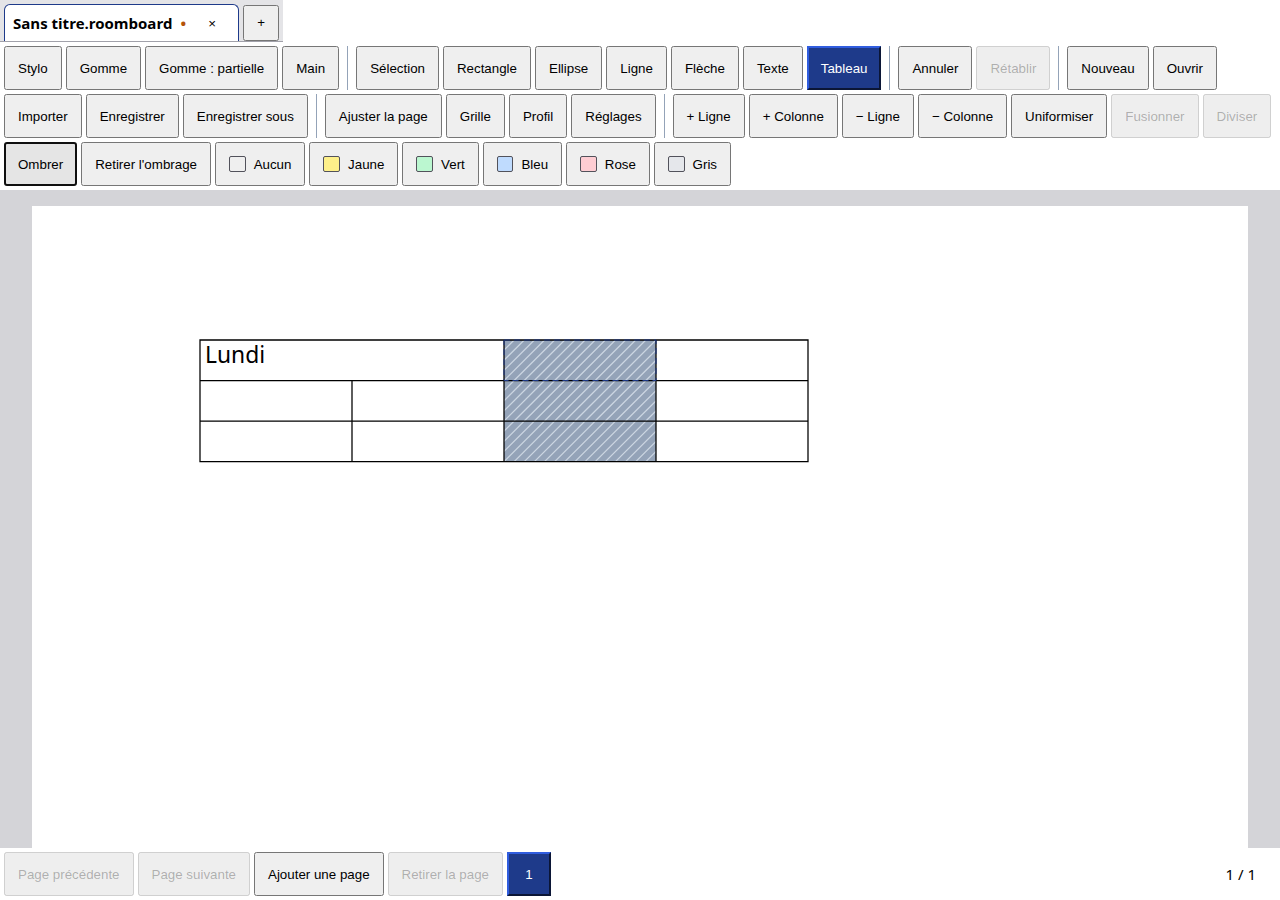 Sans titre.roomboard • × +
Stylo Gomme Gomme : partielle Main Sélection Rectangle Ellipse Ligne Flèche Texte Tableau Annuler Rétablir Nouveau Ouvrir
Importer Enregistrer Enregistrer sous Ajuster la page Grille Profil Réglages + Ligne + Colonne − Ligne − Colonne Uniformiser Fusionner Diviser
Ombrer Retirer l'ombrage Aucun Jaune Vert Bleu Rose Gris
Lundi
Page précédente Page suivante Ajouter une page Retirer la page 1 1 / 1